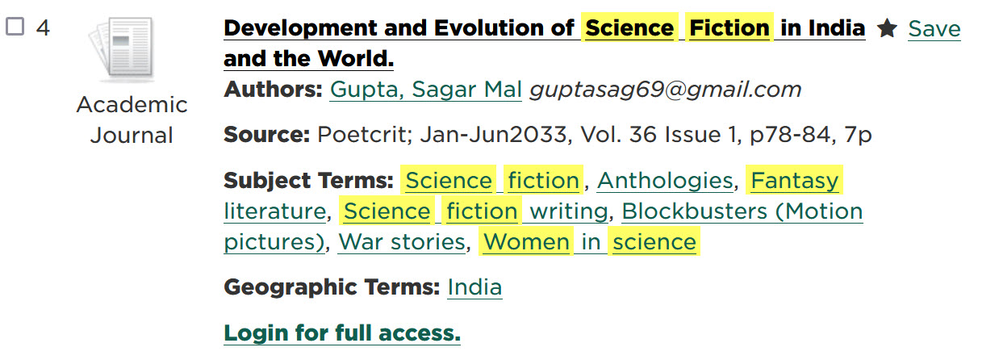 4
Academic
Journal
Development and Evolution of Science Fiction in India
and the World.
Save
Authors: Gupta, Sagar Mal guptasag69@gmail.com
Source: Poetcrit; Jan-Jun2033, Vol. 36 Issue 1, p78-84, 7p
Subject Terms: Science fiction, Anthologies, Fantasy
literature, Science fiction writing, Blockbusters (Motion
pictures), War stories, Women in science
Geographic Terms: India
Login for full access.